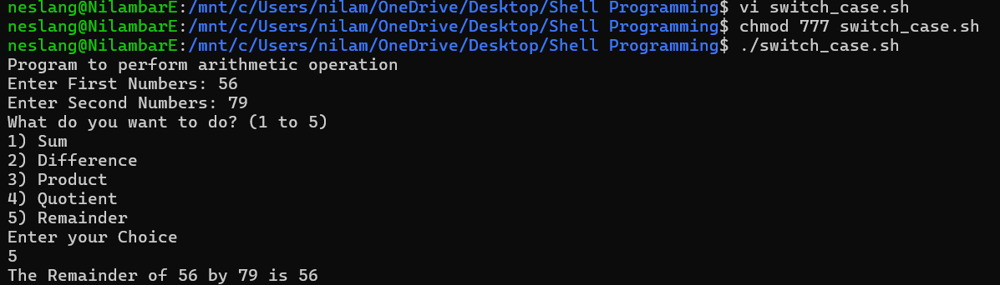 neslang@NilambarE:/mnt/c/Users/nilam/OneDrive/Desktop/Shell Programming$ vi switch_case.sh
neslang@NilambarE:/mnt/c/Users/nilam/OneDrive/Desktop/Shell Programming$ chmod 777 switch_case.sh
neslang@NilambarE:/mnt/c/Users/nilam/OneDrive/Desktop/Shell Programming$ ./switch_case.sh
Program to perform arithmetic operation
Enter First Numbers: 56
Enter Second Numbers: 79
What do you want to do? (1 to 5)
1) Sum
2) Difference
3) Product
4) Quotient
5) Remainder
Enter your Choice
5
The Remainder of 56 by 79 is 56